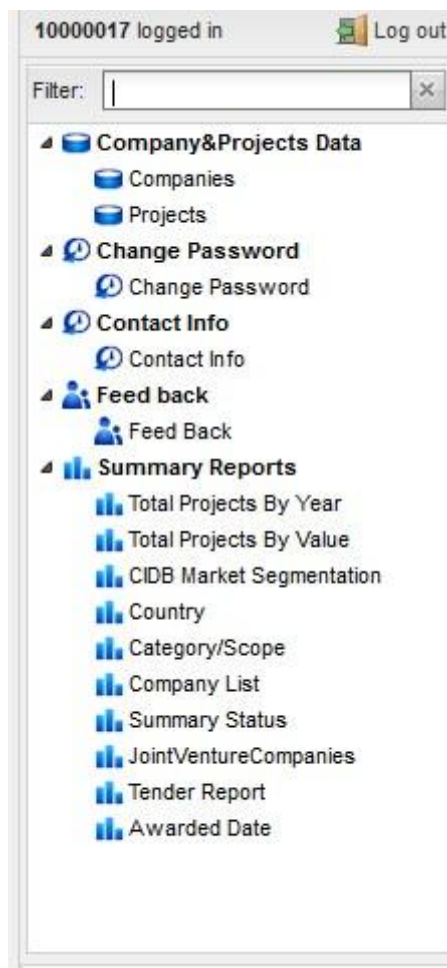 10000017 logged in Log out
Filter:
Company&Projects Data
Companies
Projects
Change Password
Change Password
Contact Info
Contact Info
Feed back
Feed Back
Summary Reports
Total Projects By Year
Total Projects By Value
CIDB Market Segmentation
Country
Category/Scope
Company List
Summary Status
JointVentureCompanies
Tender Report
Awarded Date